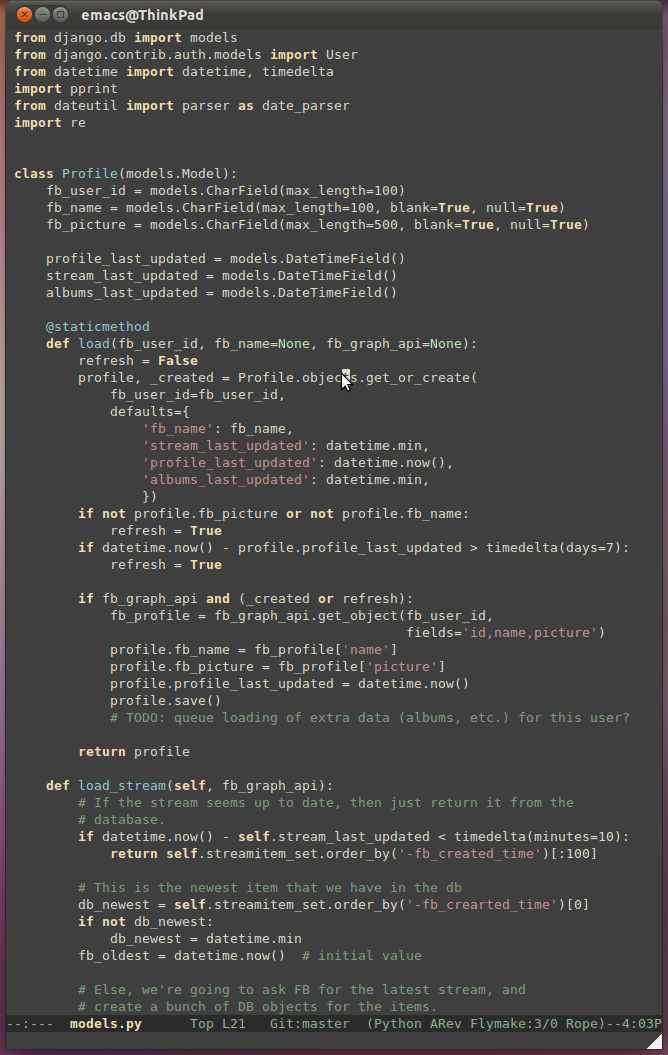 emacs@ThinkPad
from django.db import models
from django.contrib.auth.models import User
from datetime import datetime, timedelta
import pprint
from dateutil import parser as date_parser
import re
class Profile(models.Model):
    fb_user_id = models.CharField(max_length=100)
    fb_name = models.CharField(max_length=100, blank=True, null=True)
    fb_picture = models.CharField(max_length=500, blank=True, null=True)
    profile_last_updated = models.DateTimeField()
    stream_last_updated = models.DateTimeField()
    albums_last_updated = models.DateTimeField()
    @staticmethod
    def load(fb_user_id, fb_name=None, fb_graph_api=None):
        refresh = False
        profile, _created = Profile.objects.get_or_create(
            fb_user_id=fb_user_id,
            defaults={
                'fb_name': fb_name,
                'stream_last_updated': datetime.min,
                'profile_last_updated': datetime.now(),
                'albums_last_updated': datetime.min,
                })
        if not profile.fb_picture or not profile.fb_name:
            refresh = True
        if datetime.now() - profile.profile_last_updated > timedelta(days=7):
            refresh = True
        if fb_graph_api and (_created or refresh):
            fb_profile = fb_graph_api.get_object(fb_user_id,
                                                 fields='id,name,picture')
            profile.fb_name = fb_profile['name']
            profile.fb_picture = fb_profile['picture']
            profile.profile_last_updated = datetime.now()
            profile.save()
            # TODO: queue loading of extra data (albums, etc.) for this user?
        return profile
    def load_stream(self, fb_graph_api):
        # If the stream seems up to date, then just return it from the
        # database.
        if datetime.now() - self.stream_last_updated < timedelta(minutes=10):
            return self.streamitem_set.order_by('-fb_created_time')[:100]
        # This is the newest item that we have in the db
        db_newest = self.streamitem_set.order_by('-fb_crearted_time')[0]
        if not db_newest:
            db_newest = datetime.min
        fb_oldest = datetime.now()  # initial value
        # Else, we're going to ask FB for the latest stream, and
        # create a bunch of DB objects for the items.
--:---  models.py      Top L21   Git:master  (Python ARev Flymake:3/0 Rope)--4:03P